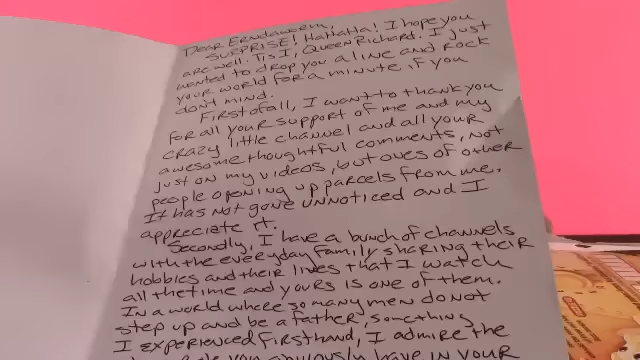 Dear Erndaworm,
SURPRISE! HaHaHa! I hope you
are well. Tis I, Queen Richard. I just
wanted to drop you a line and rock
your world for a minute, if you
don't mind.
First of all, I want to thank you
for all your support of me and my
crazy little channel and all your
awesome thoughtful comments, not
just on my videos, but ones of other
people opening up parcels from me.
It has not gone unnoticed and I
appreciate it.
Secondly, I have a bunch of channels
with the everyday family sharing their
hobbies and their lives that I watch
all the time and yours is one of them.
In a world where so many men do not
step up and be a father, something
I experienced firsthand, I admire the
you obviously have in your